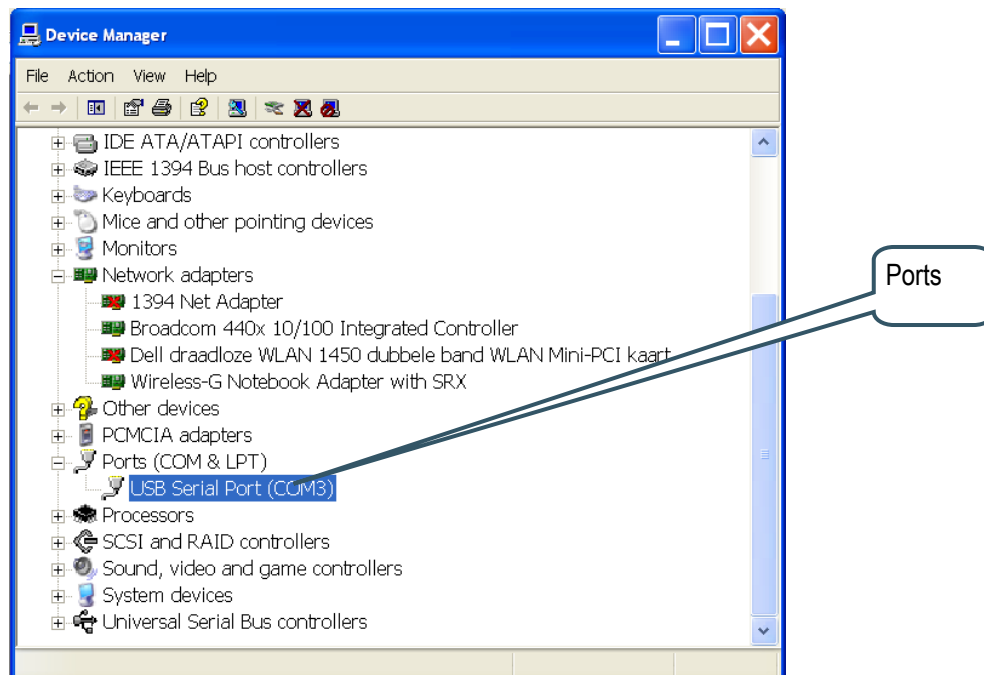 Device Manager
File Action View Help
IDE ATA/ATAPI controllers
IEEE 1394 Bus host controllers
Keyboards
Mice and other pointing devices
Monitors
Network adapters
1394 Net Adapter
Broadcom 440x 10/100 Integrated Controller
Dell draadloze WLAN 1450 dubbele band WLAN Mini-PCI kaart
Wireless-G Notebook Adapter with SRX
Other devices
PCMCIA adapters
Ports (COM & LPT)
USB Serial Port (COM3)
Processors
SCSI and RAID controllers
Sound, video and game controllers
System devices
Universal Serial Bus controllers
Ports